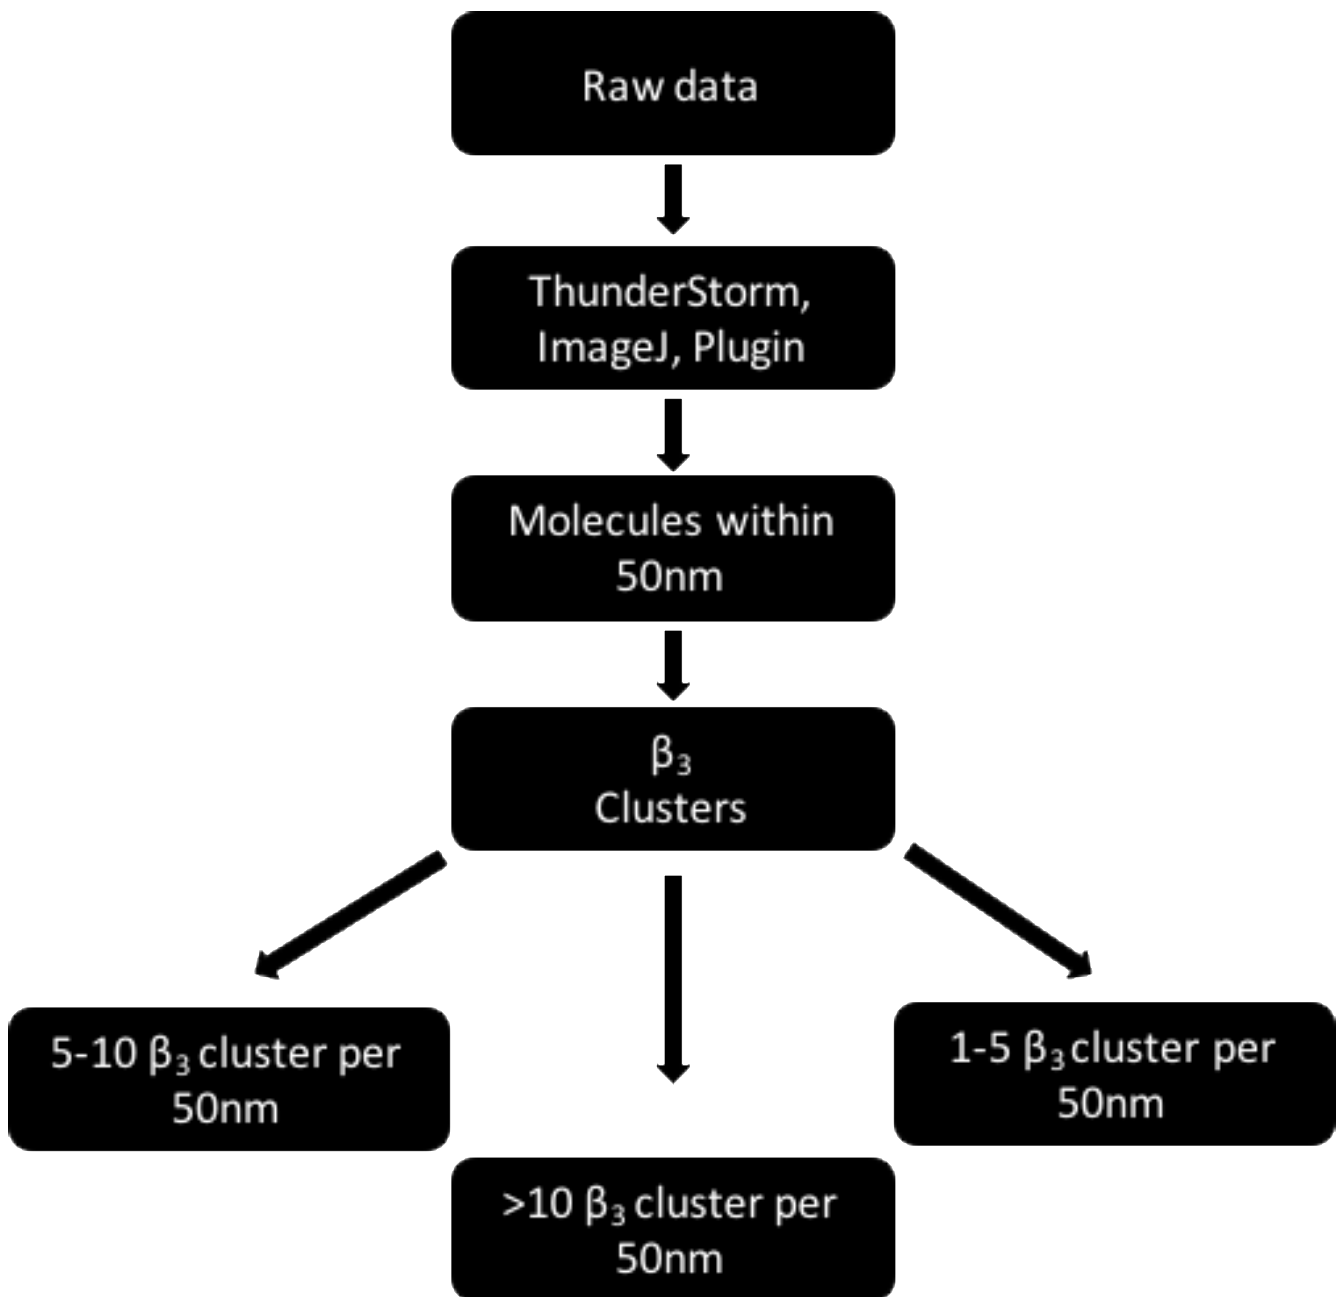 Raw data
ThunderStorm,
ImageJ, Plugin
Molecules within
50nm
β₃
Clusters
5-10 β₃ cluster per
50nm
>10 β₃ cluster per
50nm
1-5 β₃ cluster per
50nm